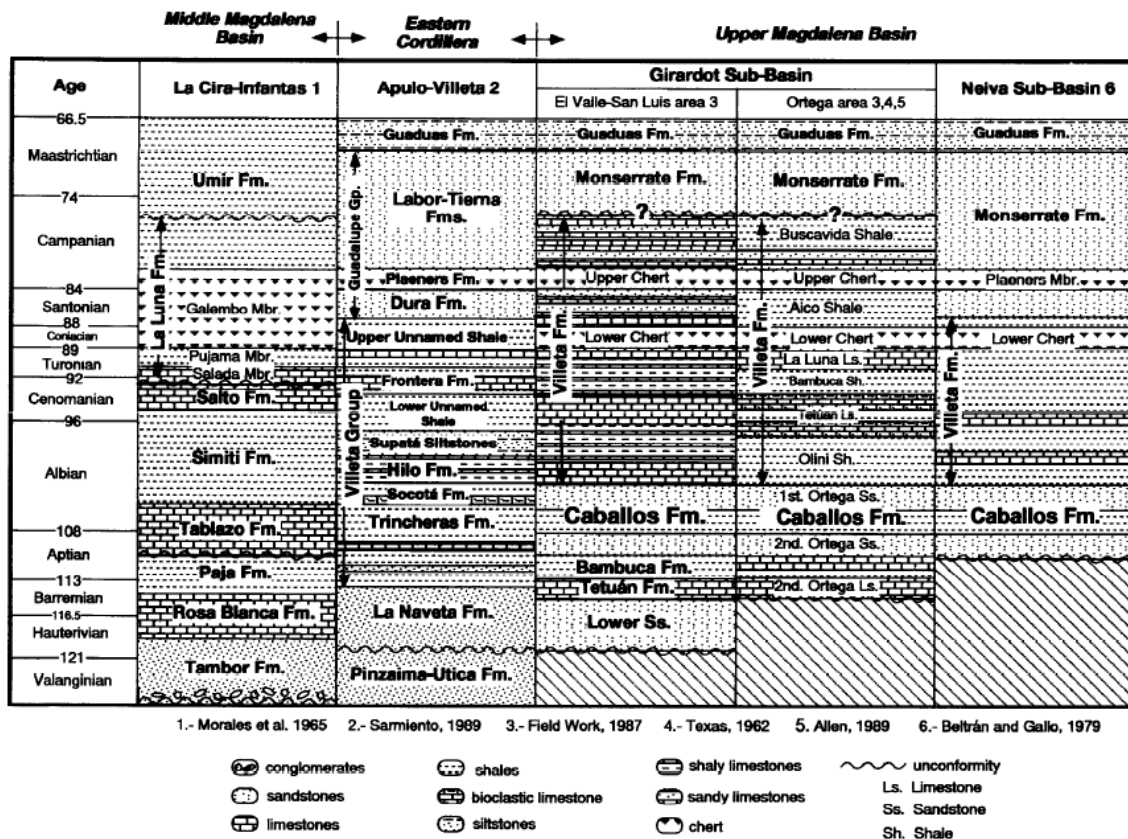 Middle Magdalena Basin
Eastern Cordillera
Upper Magdalena Basin
Age
La Cira-Infantas 1
Apulo-Villeta 2
Girardot Sub-Basin
Neiva Sub-Basin 6
El Valle-San Luis area 3
Ortega area 3,4,5
66.5
Maastrichtian
74
Campanian
84
Santonian
88
Coniacian
89
Turonian
92
Cenomanian
96
Albian
108
Aptian
113
Barremian
116.5
Hauterivian
121
Valanginian
Umir Fm.
La Luna Fm.
Galembo Mbr.
Pujama Mbr.
Salada Mbr.
Salto Fm.
Simiti Fm.
Tablazo Fm.
Paja Fm.
Rosa Blanca Fm.
Tambor Fm.
Guaduas Fm.
Guadalupe Gp.
Labor-Tierna Fms.
Plaeners Fm.
Dura Fm.
Villeta Group
Upper Unnamed Shale
Frontera Fm.
Lower Unnamed Shale
Supatá Siltstones
Hilo Fm.
Socotá Fm.
Trincheras Fm.
La Naveta Fm.
Pinzaima-Utica Fm.
Guaduas Fm.
Monserrate Fm.
?
Upper Chert
Villeta Fm.
Lower Chert
Caballos Fm.
Bambuca Fm.
Tetuán Fm.
Lower Ss.
Guaduas Fm.
Monserrate Fm.
?
Buscavida Shale
Upper Chert
Aico Shale
Villeta Fm.
Lower Chert
La Luna Ls.
Bambuca Sh.
Tetúan Ls.
Olini Sh.
1st. Ortega Ss.
Caballos Fm.
2nd. Ortega Ss.
2nd. Ortega Ls.
Guaduas Fm.
Monserrate Fm.
Plaeners Mbr.
Villeta Fm.
Lower Chert
Caballos Fm.
1.- Morales et al. 1965 2.- Sarmiento, 1989 3.- Field Work, 1987 4.- Texas, 1962 5. Allen, 1989 6.- Beltrán and Gallo, 1979
conglomerates
shales
shaly limestones
unconformity
sandstones
bioclastic limestone
sandy limestones
Ls. Limestone
limestones
siltstones
chert
Ss. Sandstone
Sh. Shale